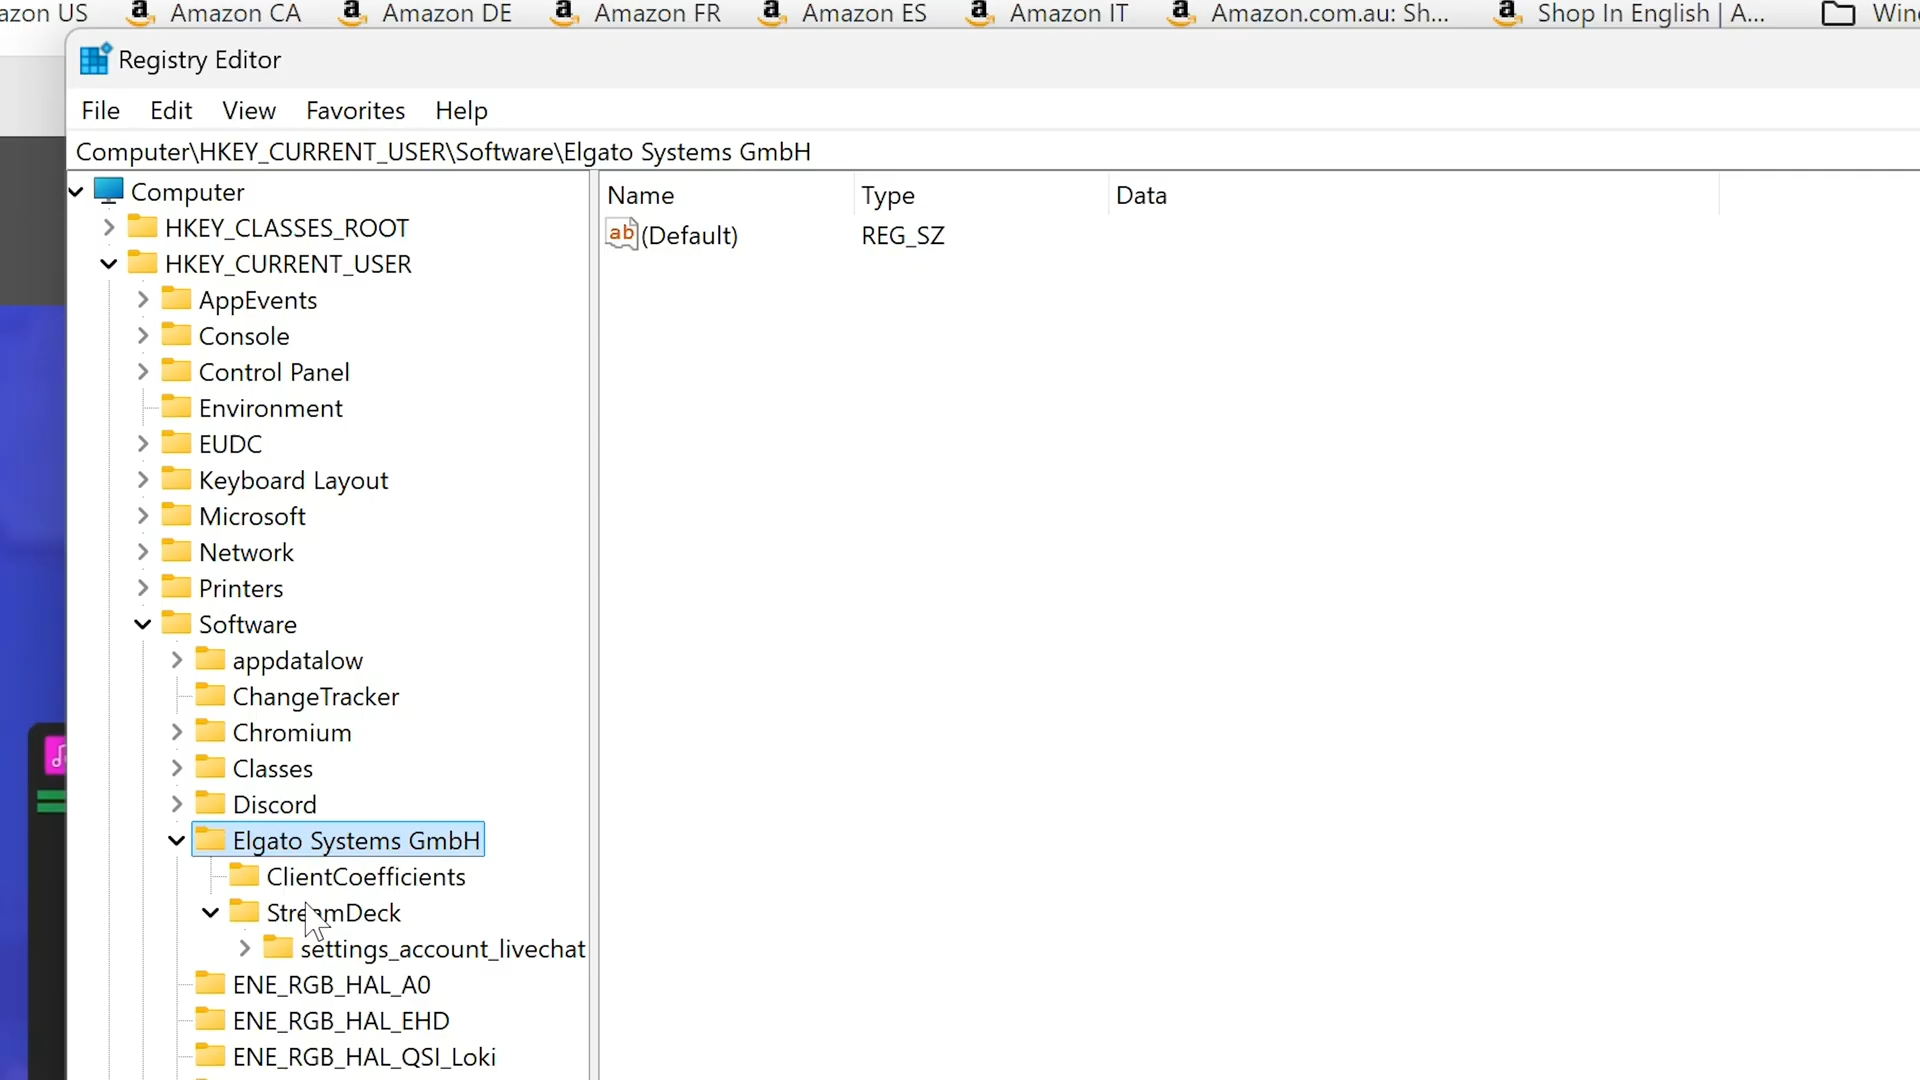 azon US Amazon CA Amazon DE Amazon FR Amazon ES Amazon IT Amazon.com.au: Sh... Shop In English | A... Wind
Registry Editor
File Edit View Favorites Help
Computer\HKEY_CURRENT_USER\Software\Elgato Systems GmbH
Computer
HKEY_CLASSES_ROOT
HKEY_CURRENT_USER
AppEvents
Console
Control Panel
Environment
EUDC
Keyboard Layout
Microsoft
Network
Printers
Software
appdatalow
ChangeTracker
Chromium
Classes
Discord
Elgato Systems GmbH
ClientCoefficients
StreamDeck
settings_account_livechat
ENE_RGB_HAL_A0
ENE_RGB_HAL_EHD
ENE_RGB_HAL_QSI_Loki
Name Type Data
ab (Default) REG_SZ